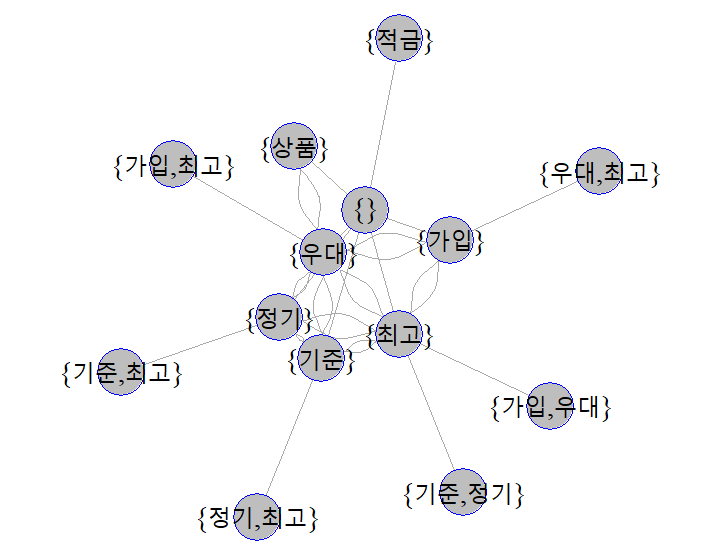 {적금}
{상품}
{가입,최고}
{우대,최고}
{}
{가입}
{우대}
{정기}
{최고}
{기준}
{기준,최고}
{가입,우대}
{기준,정기}
{정기,최고}